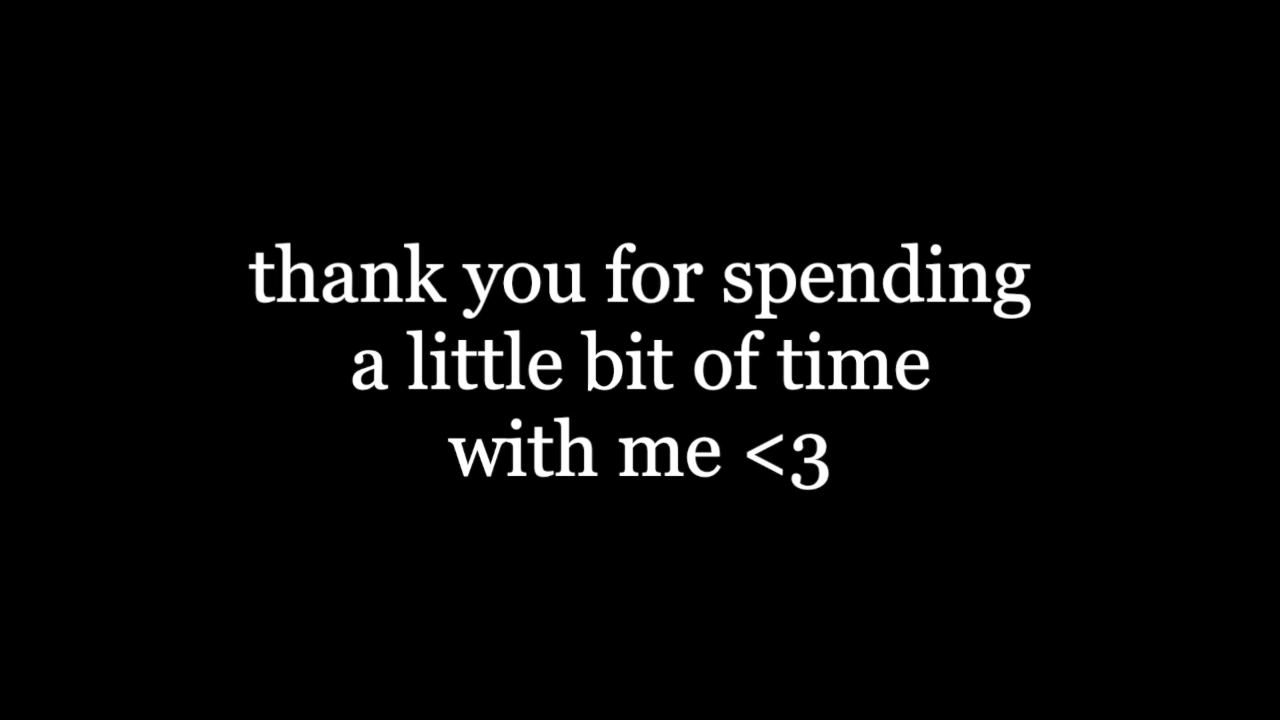 thank you for spending
a little bit of time
with me <3